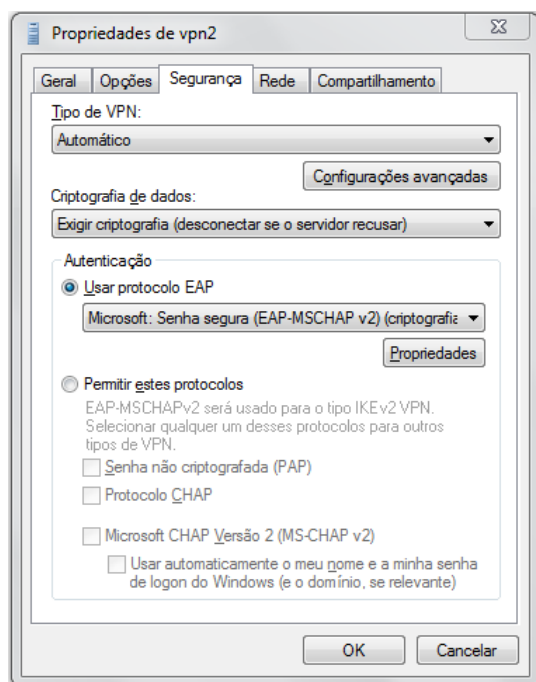 Propriedades de vpn2
Geral Opções Segurança Rede Compartilhamento
Tipo de VPN:
Automático
Configurações avançadas
Criptografia de dados:
Exigir criptografia (desconectar se o servidor recusar)
Autenticação
Usar protocolo EAP
Microsoft: Senha segura (EAP-MSCHAP v2) (criptografia
Propriedades
Permitir estes protocolos
EAP-MSCHAPv2 será usado para o tipo IKEv2 VPN.
Selecionar qualquer um desses protocolos para outros
tipos de VPN.
Senha não criptografada (PAP)
Protocolo CHAP
Microsoft CHAP Versão 2 (MS-CHAP v2)
Usar automaticamente o meu nome e a minha senha
de logon do Windows (e o domínio, se relevante)
OK Cancelar